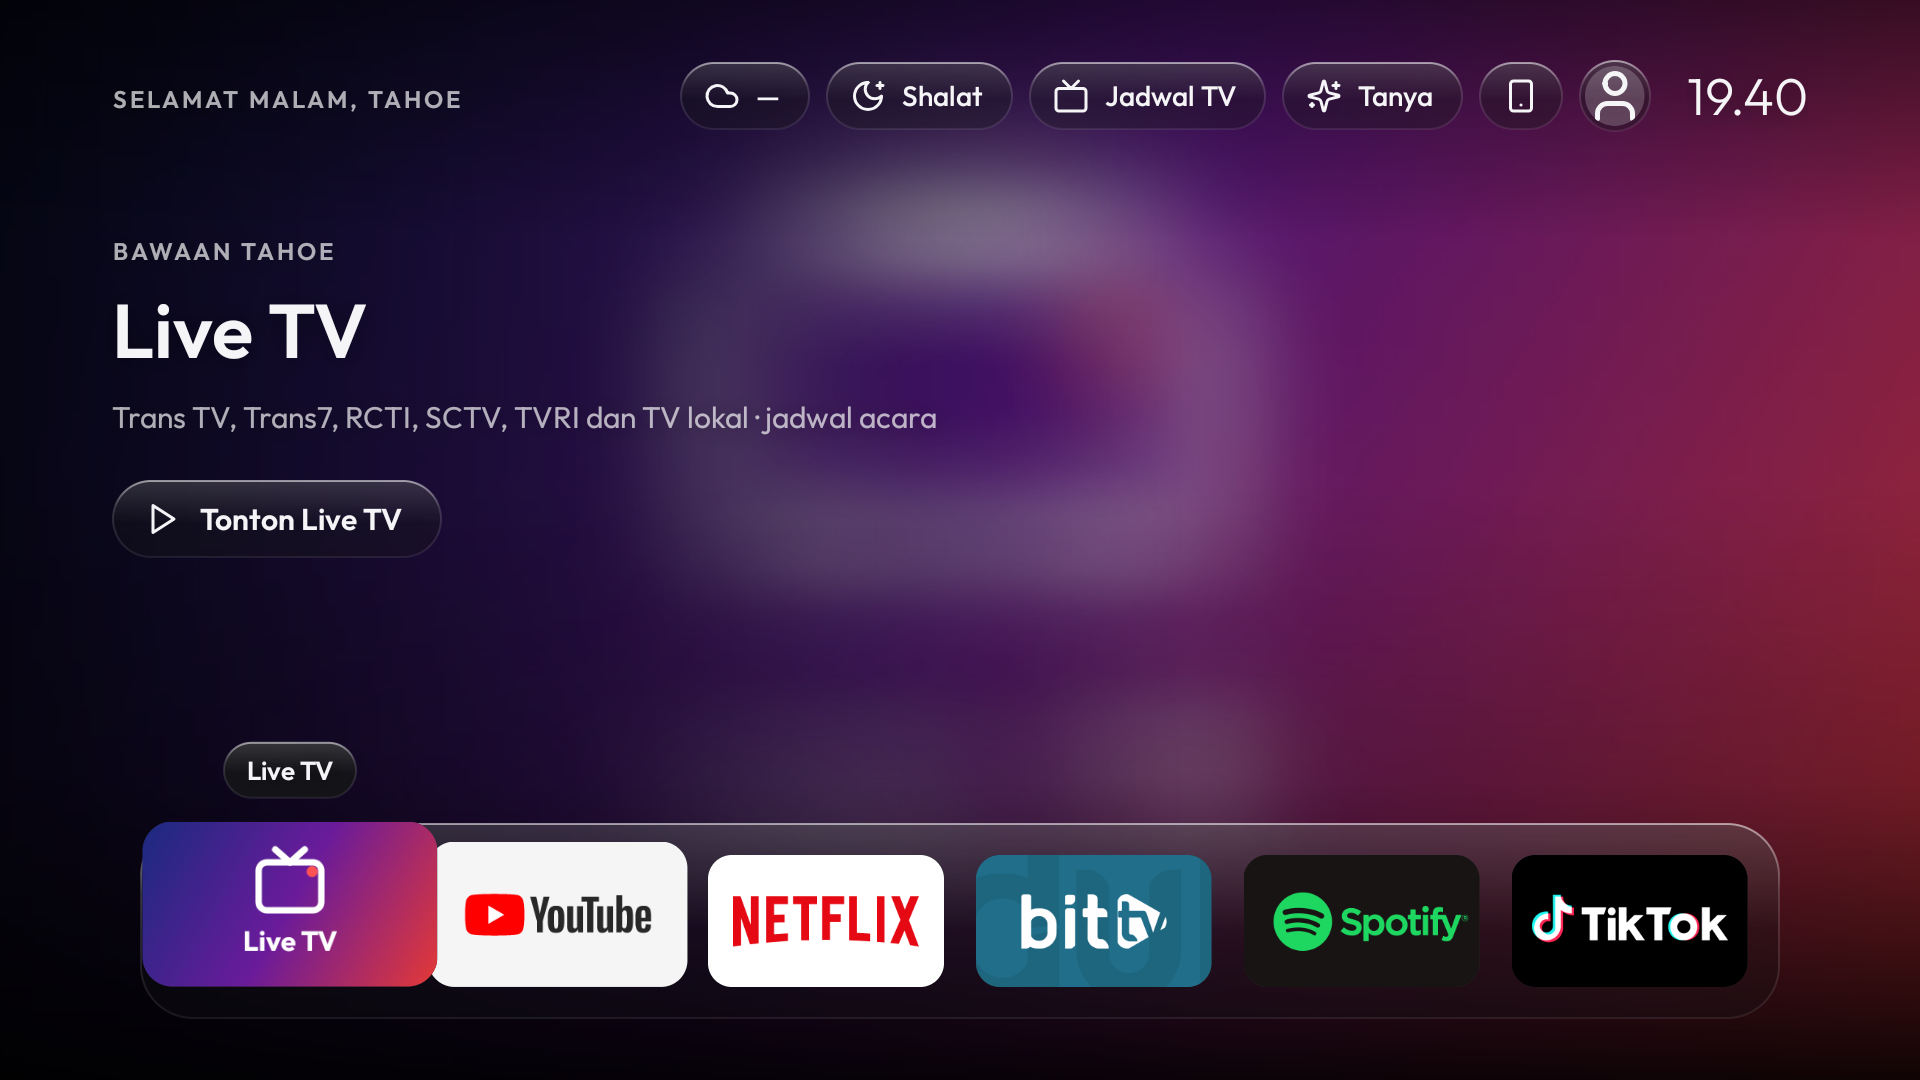 SELAMAT MALAM, TAHOE
– Shalat Jadwal TV Tanya 19.40
BAWAAN TAHOE
Live TV
Trans TV, Trans7, RCTI, SCTV, TVRI dan TV lokal · jadwal acara
Tonton Live TV
Live TV
Live TV
YouTube
NETFLIX
bit tv
Spotify
TikTok